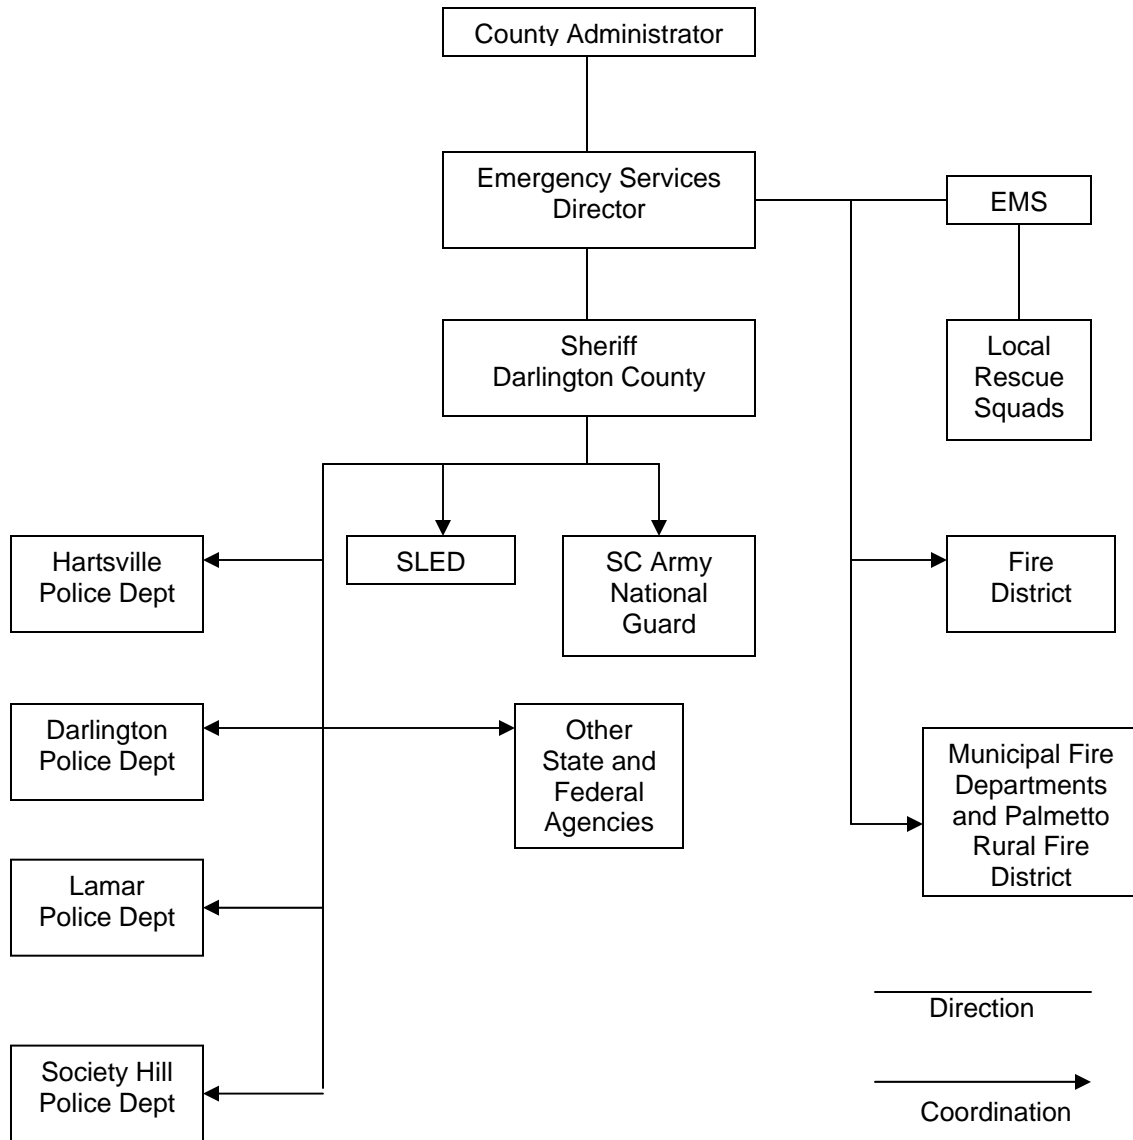 County Administrator
Emergency Services
Director
EMS
Sheriff
Darlington County
Local
Rescue
Squads
Hartsville
Police Dept
SLED
SC Army
National
Guard
Fire
District
Darlington
Police Dept
Other
State and
Federal
Agencies
Municipal Fire
Departments
and Palmetto
Rural Fire
District
Lamar
Police Dept
Direction
Society Hill
Police Dept
Coordination